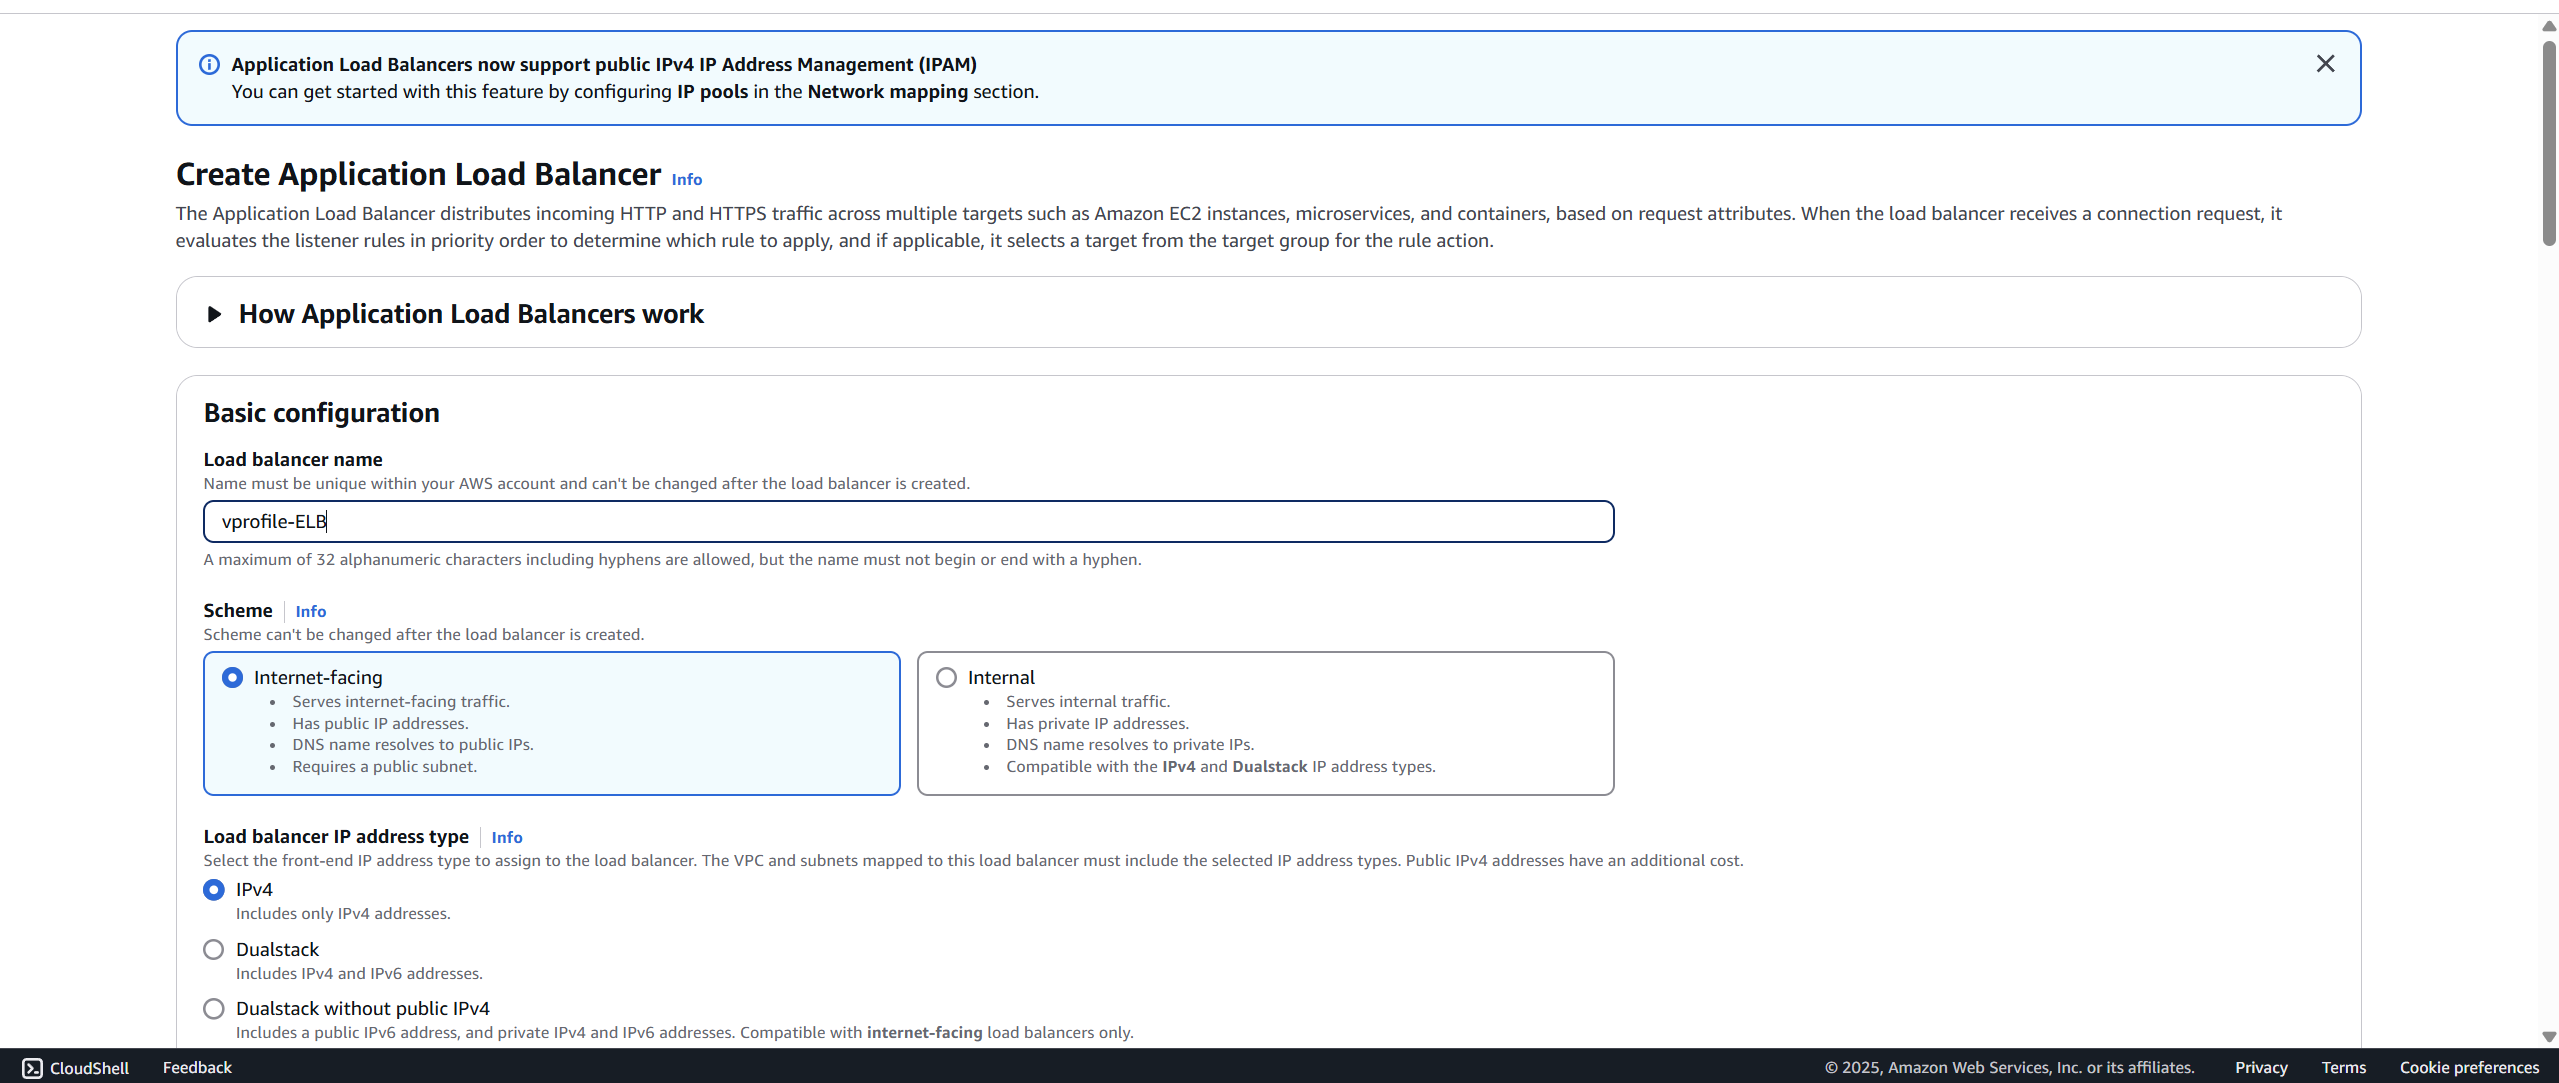 Application Load Balancers now support public IPv4 IP Address Management (IPAM)
You can get started with this feature by configuring IP pools in the Network mapping section.
Create Application Load Balancer Info
The Application Load Balancer distributes incoming HTTP and HTTPS traffic across multiple targets such as Amazon EC2 instances, microservices, and containers, based on request attributes. When the load balancer receives a connection request, it
evaluates the listener rules in priority order to determine which rule to apply, and if applicable, it selects a target from the target group for the rule action.
How Application Load Balancers work
Basic configuration
Load balancer name
Name must be unique within your AWS account and can't be changed after the load balancer is created.
vprofile-ELB
A maximum of 32 alphanumeric characters including hyphens are allowed, but the name must not begin or end with a hyphen.
Scheme Info
Scheme can't be changed after the load balancer is created.
Internet-facing
• Serves internet-facing traffic.
• Has public IP addresses.
• DNS name resolves to public IPs.
• Requires a public subnet.
Internal
• Serves internal traffic.
• Has private IP addresses.
• DNS name resolves to private IPs.
• Compatible with the IPv4 and Dualstack IP address types.
Load balancer IP address type Info
Select the front-end IP address type to assign to the load balancer. The VPC and subnets mapped to this load balancer must include the selected IP address types. Public IPv4 addresses have an additional cost.
IPv4
Includes only IPv4 addresses.
Dualstack
Includes IPv4 and IPv6 addresses.
Dualstack without public IPv4
Includes a public IPv6 address, and private IPv4 and IPv6 addresses. Compatible with internet-facing load balancers only.
CloudShell Feedback © 2025, Amazon Web Services, Inc. or its affiliates. Privacy Terms Cookie preferences